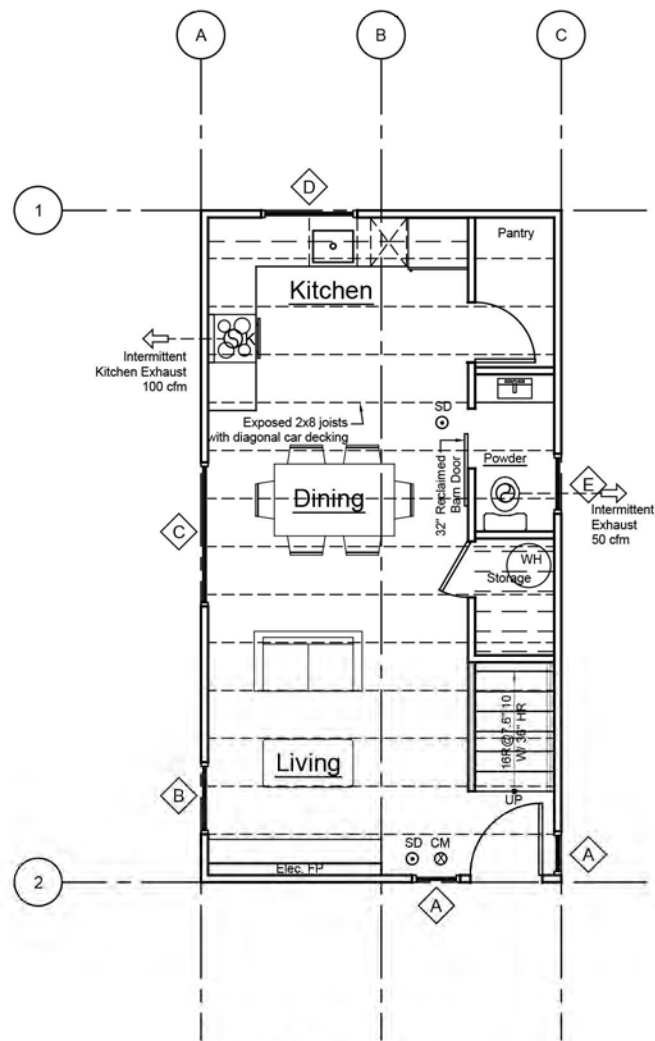 A
B
C
1
D
Pantry
Kitchen
Intermittent
Kitchen Exhaust
100 cfm
SD
Exposed 2x8 joists
with diagonal car decking
32" Reclaimed
Barn Door
Powder
E
Intermittent
Exhaust
50 cfm
Dining
C
WH
Storage
16R@7.6" 10
W/ 36" HR
Living
B
UP
SD
CM
A
Elec. FP
2
A